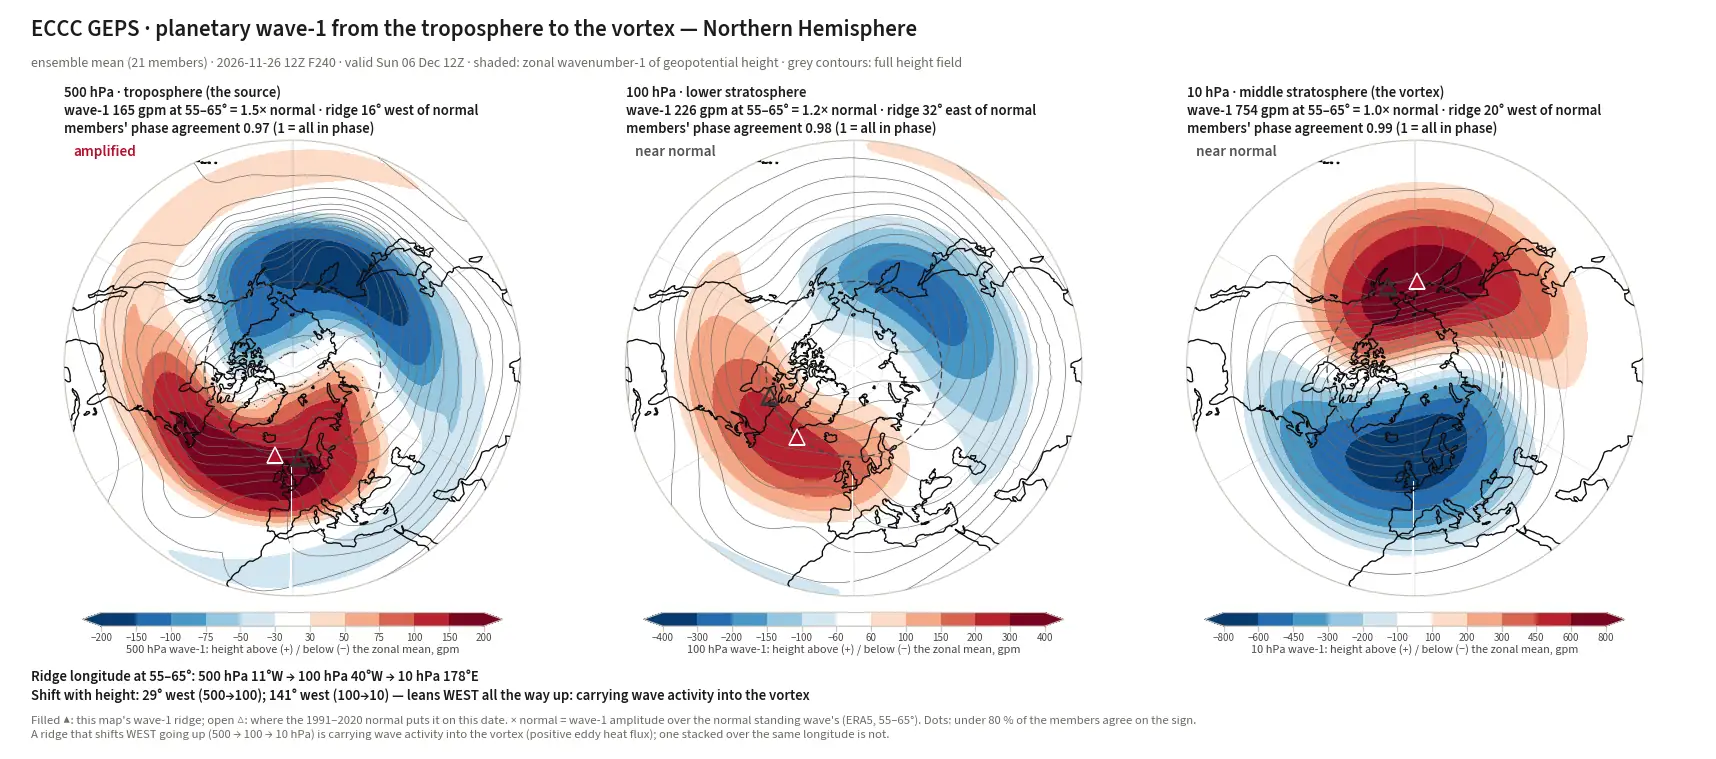 ECCC GEPS · planetary wave-1 from the troposphere to the vortex — Northern Hemisphere
ensemble mean (21 members) · 2026-11-26 12Z F240 · valid Sun 06 Dec 12Z · shaded: zonal wavenumber-1 of geopotential height · grey contours: full height field
500 hPa · troposphere (the source)
wave-1 165 gpm at 55–65° = 1.5× normal · ridge 16° west of normal
members' phase agreement 0.97 (1 = all in phase)
amplified
100 hPa · lower stratosphere
wave-1 226 gpm at 55–65° = 1.2× normal · ridge 32° east of normal
members' phase agreement 0.98 (1 = all in phase)
near normal
10 hPa · middle stratosphere (the vortex)
wave-1 754 gpm at 55–65° = 1.0× normal · ridge 20° west of normal
members' phase agreement 0.99 (1 = all in phase)
near normal
−200 −150 −100 −75 −50 −30 30 50 75 100 150 200
500 hPa wave-1: height above (+) / below (−) the zonal mean, gpm
−400 −300 −200 −150 −100 −60 60 100 150 200 300 400
100 hPa wave-1: height above (+) / below (−) the zonal mean, gpm
−800 −600 −450 −300 −200 −100 100 200 300 450 600 800
10 hPa wave-1: height above (+) / below (−) the zonal mean, gpm
Ridge longitude at 55–65°: 500 hPa 11°W → 100 hPa 40°W → 10 hPa 178°E
Shift with height: 29° west (500→100); 141° west (100→10) — leans WEST all the way up: carrying wave activity into the vortex
Filled ▲: this map's wave-1 ridge; open △: where the 1991–2020 normal puts it on this date. × normal = wave-1 amplitude over the normal standing wave's (ERA5, 55–65°). Dots: under 80 % of the members agree on the sign.
A ridge that shifts WEST going up (500 → 100 → 10 hPa) is carrying wave activity into the vortex (positive eddy heat flux); one stacked over the same longitude is not.